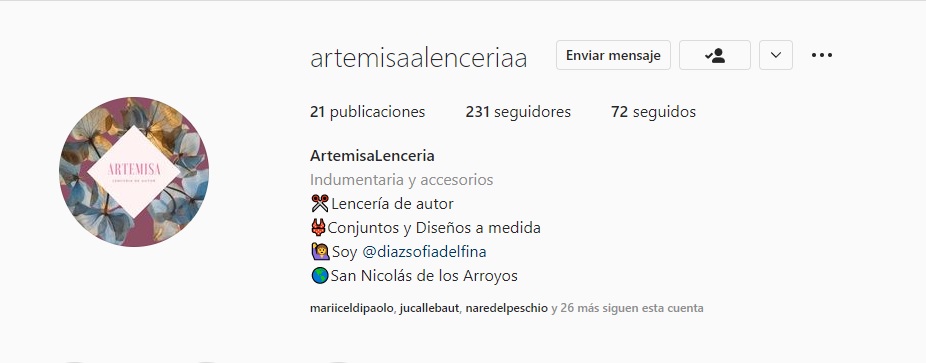 artemisaalenceriaa
Enviar mensaje
21 publicaciones
231 seguidores
72 seguidos
ARTEMISA
LENCERIA DE AUTOR
ArtemisaLenceria
Indumentaria y accesorios
Lencería de autor
Conjuntos y Diseños a medida
Soy @diazsofiadelfina
San Nicolás de los Arroyos
mariiceldipaolo, jucallebaut, naredelpeschio y 26 más siguen esta cuenta